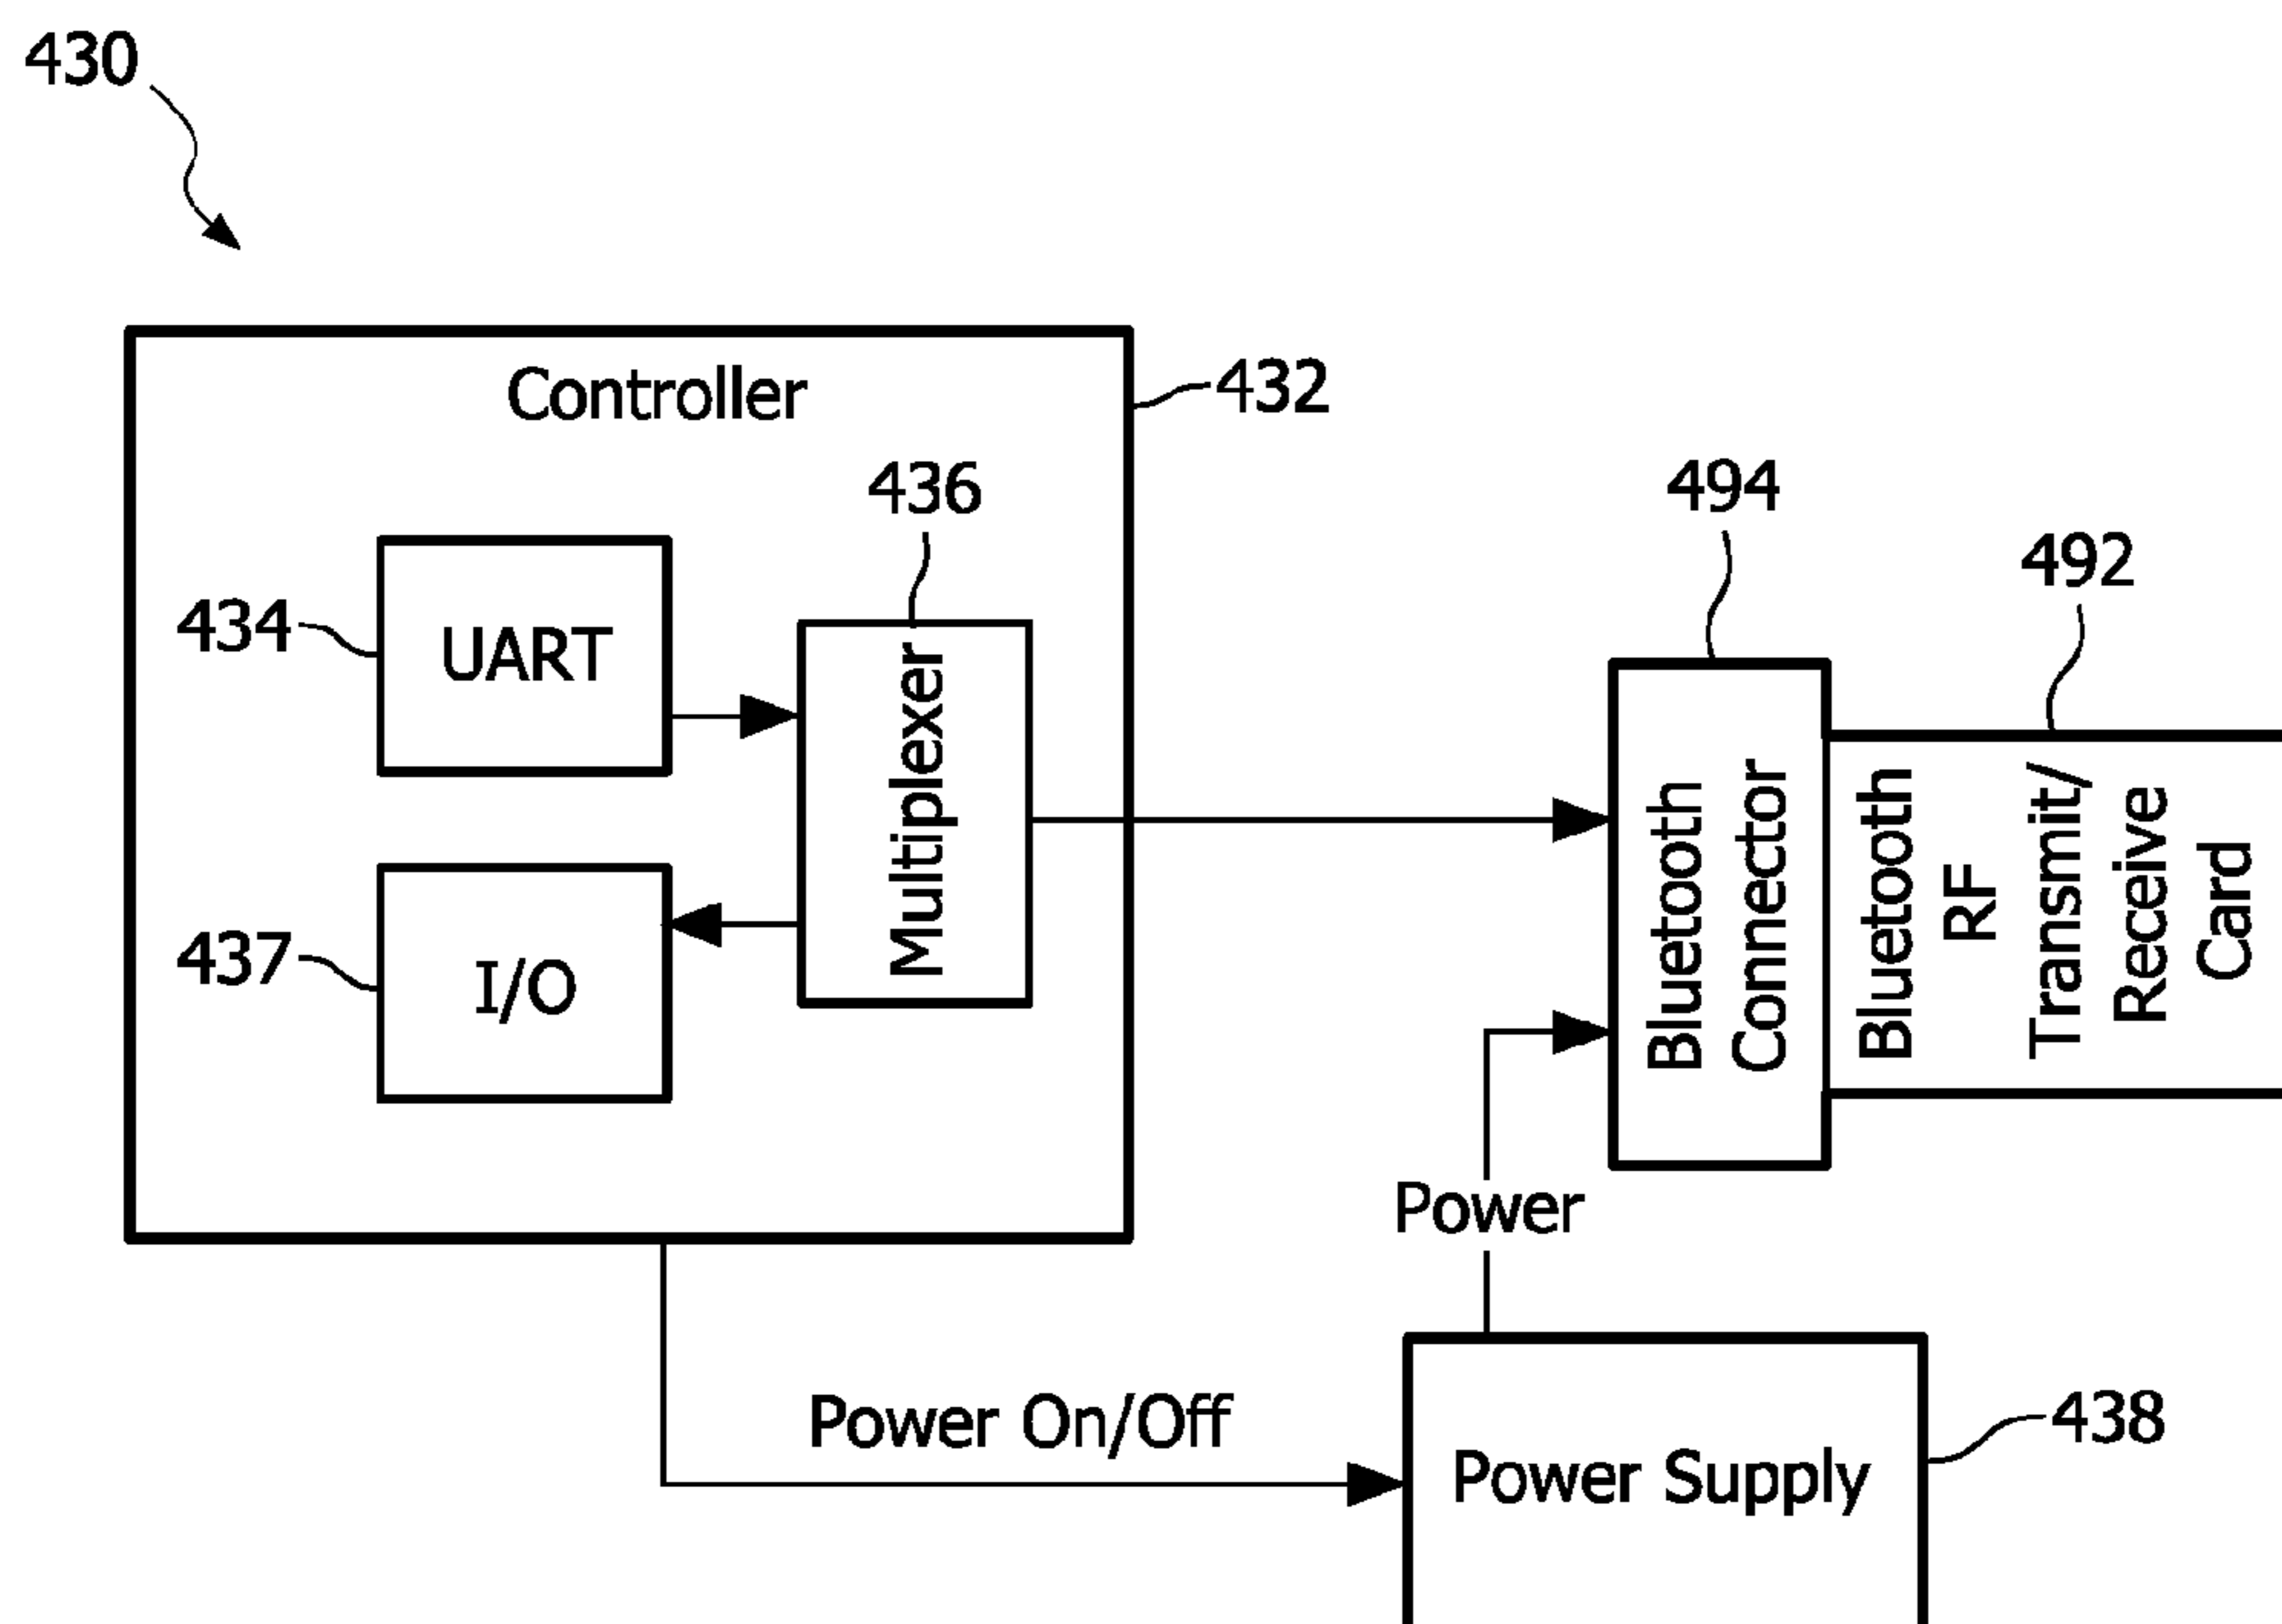 430
Controller
432
436
434
UART
Multiplexer
437
I/O
494
492
Bluetooth
Connector
Bluetooth
RF
Transmit/
Receive
Card
Power
Power On/Off
Power Supply
438